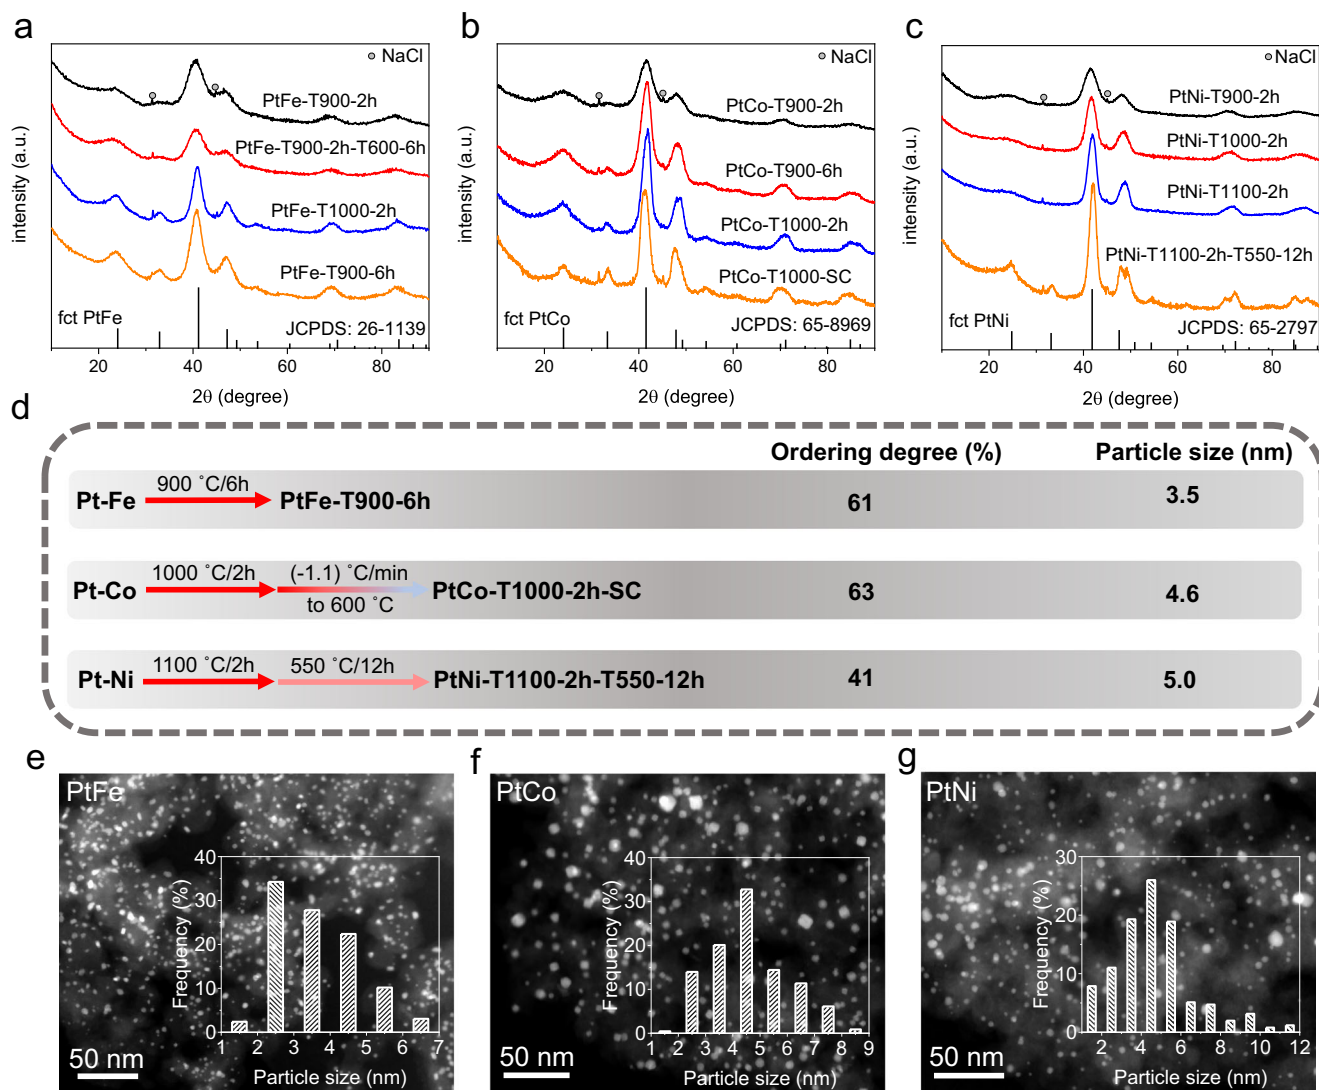 a
NaCl
PtFe-T900-2h
PtFe-T900-2h-T600-6h
PtFe-T1000-2h
PtFe-T900-6h
fct PtFe
JCPDS: 26-1139
intensity (a.u.)
20 40 60 80
2θ (degree)
b
NaCl
PtCo-T900-2h
PtCo-T900-6h
PtCo-T1000-2h
PtCo-T1000-SC
fct PtCo
JCPDS: 65-8969
intensity (a.u.)
20 40 60 80
2θ (degree)
c
NaCl
PtNi-T900-2h
PtNi-T1000-2h
PtNi-T1100-2h
PtNi-T1100-2h-T550-12h
fct PtNi
JCPDS: 65-2797
intensity (a.u.)
20 40 60 80
2θ (degree)
d
Ordering degree (%) Particle size (nm)
Pt-Fe 900 ˚C/6h PtFe-T900-6h 61 3.5
Pt-Co 1000 ˚C/2h (-1.1) ˚C/min to 600 ˚C PtCo-T1000-2h-SC 63 4.6
Pt-Ni 1100 ˚C/2h 550 ˚C/12h PtNi-T1100-2h-T550-12h 41 5.0
e
PtFe
Frequency (%)
40
30
20
10
0
1 2 3 4 5 6 7
Particle size (nm)
50 nm
f
PtCo
Frequency (%)
40
30
20
10
0
1 2 3 4 5 6 7 8 9
Particle size (nm)
50 nm
g
PtNi
Frequency (%)
30
20
10
0
2 4 6 8 10 12
Particle size (nm)
50 nm